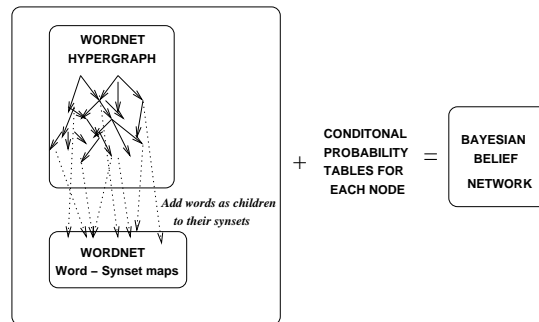 WORDNET
HYPERGRAPH
Add words as children
to their synsets
WORDNET
Word – Synset maps
+
CONDITONAL
PROBABILITY
TABLES FOR
EACH NODE
=
BAYESIAN
BELIEF
NETWORK